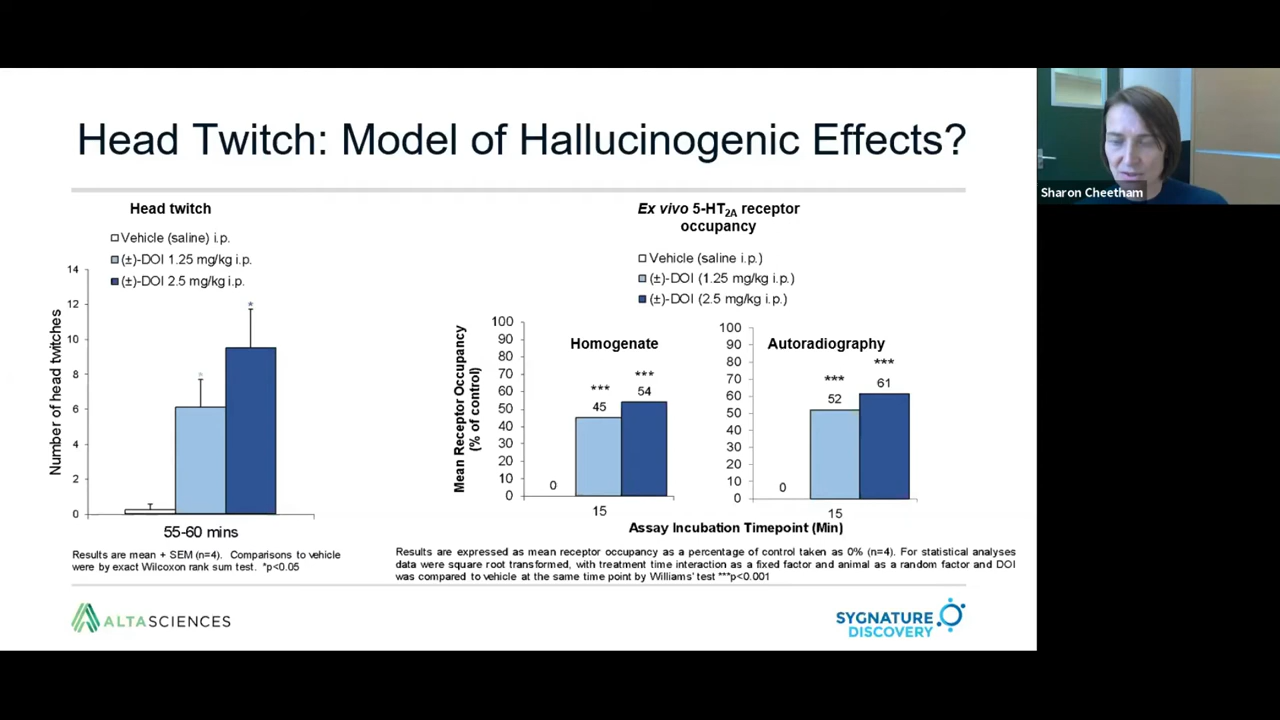 Head Twitch: Model of Hallucinogenic Effects?
Sharon Cheetham
Head twitch
Vehicle (saline) i.p.
(±)-DOI 1.25 mg/kg i.p.
(±)-DOI 2.5 mg/kg i.p.
Number of head twitches
14
12
10
8
6
4
2
0
*
*
55-60 mins
Results are mean + SEM (n=4). Comparisons to vehicle
were by exact Wilcoxon rank sum test. *p<0.05
Ex vivo 5-HT2A receptor
occupancy
Vehicle (saline i.p.)
(±)-DOI (1.25 mg/kg i.p.)
(±)-DOI (2.5 mg/kg i.p.)
Mean Receptor Occupancy
(% of control)
100
90
80
70
60
50
40
30
20
10
0
Homogenate
***
***
45
54
0
15
100
90
80
70
60
50
40
30
20
10
0
Autoradiography
***
***
52
61
0
15
Assay Incubation Timepoint (Min)
Results are expressed as mean receptor occupancy as a percentage of control taken as 0% (n=4). For statistical analyses
data were square root transformed, with treatment time interaction as a fixed factor and animal as a random factor and DOI
was compared to vehicle at the same time point by Williams' test ***p<0.001
ALTASCIENCES
SYGNATURE
DISCOVERY